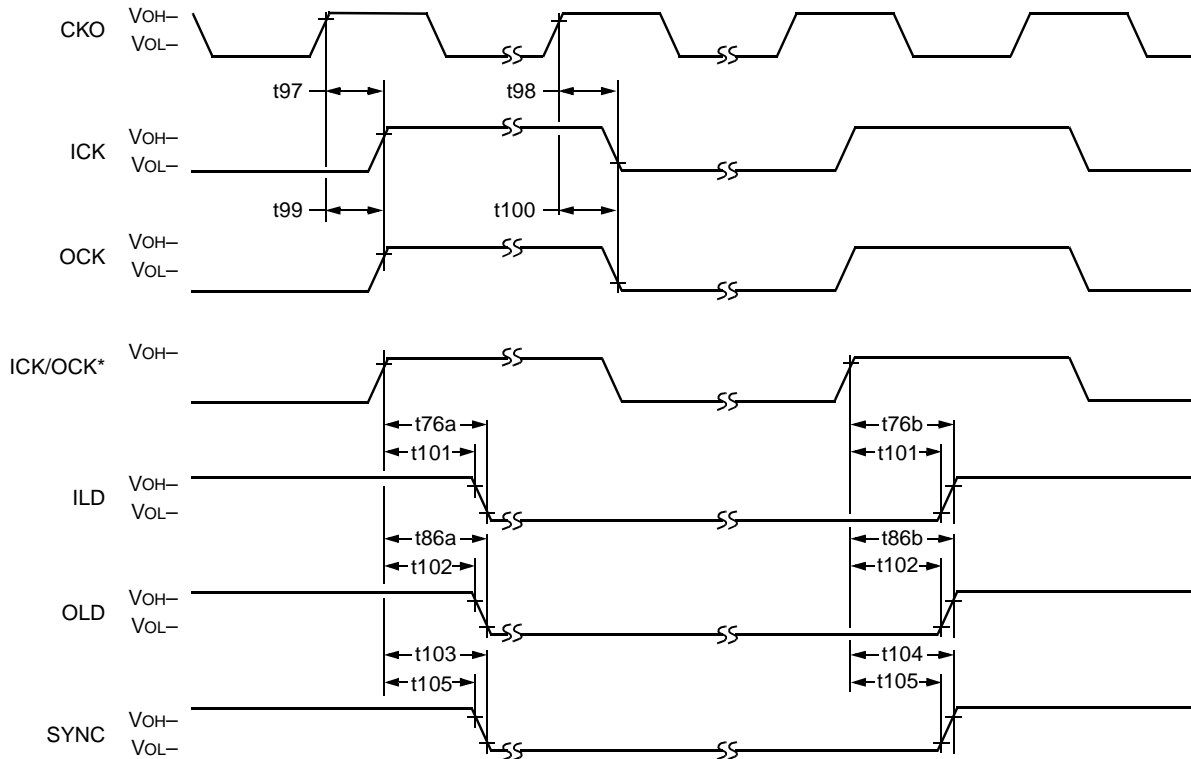 CKO VOH–
VOL–
t97 t98
ICK VOH–
VOL–
t99 t100
OCK VOH–
VOL–
ICK/OCK* VOH–
t76a t76b
t101 t101
ILD VOH–
VOL–
t86a t86b
t102 t102
OLD VOH–
VOL–
t103 t104
t105 t105
SYNC VOH–
VOL–